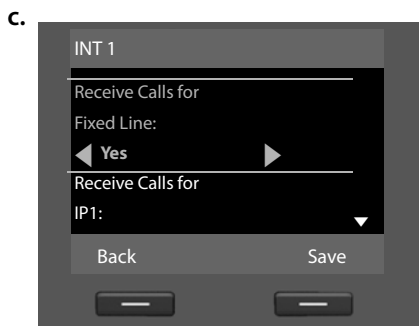 C.
INT 1
Receive Calls for
Fixed Line:
Yes
Receive Calls for
IP1:
Back Save